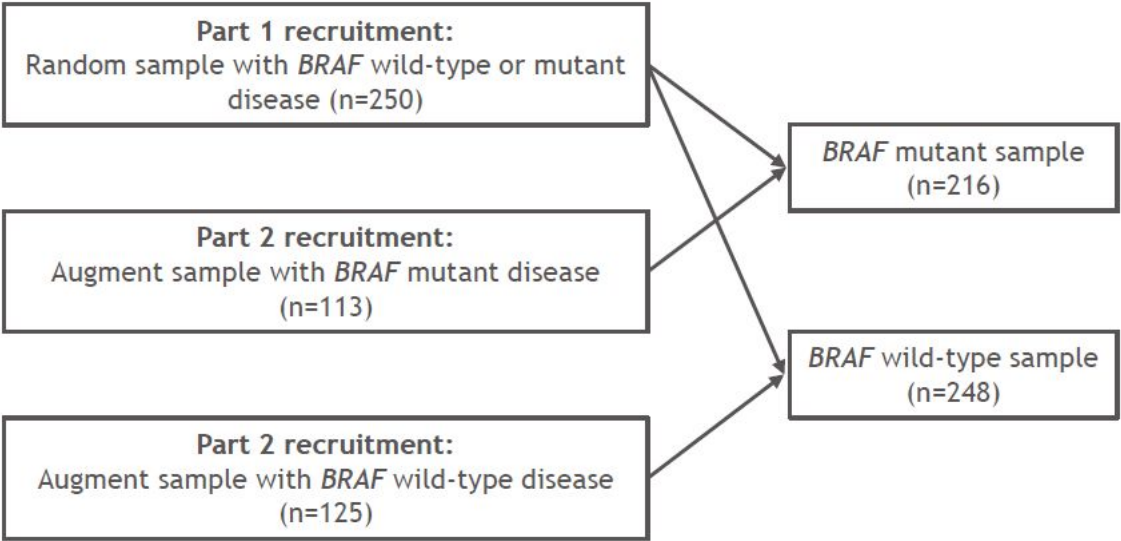 Part 1 recruitment:
Random sample with BRAF wild-type or mutant
disease (n=250)
Part 2 recruitment:
Augment sample with BRAF mutant disease
(n=113)
Part 2 recruitment:
Augment sample with BRAF wild-type disease
(n=125)
BRAF mutant sample
(n=216)
BRAF wild-type sample
(n=248)